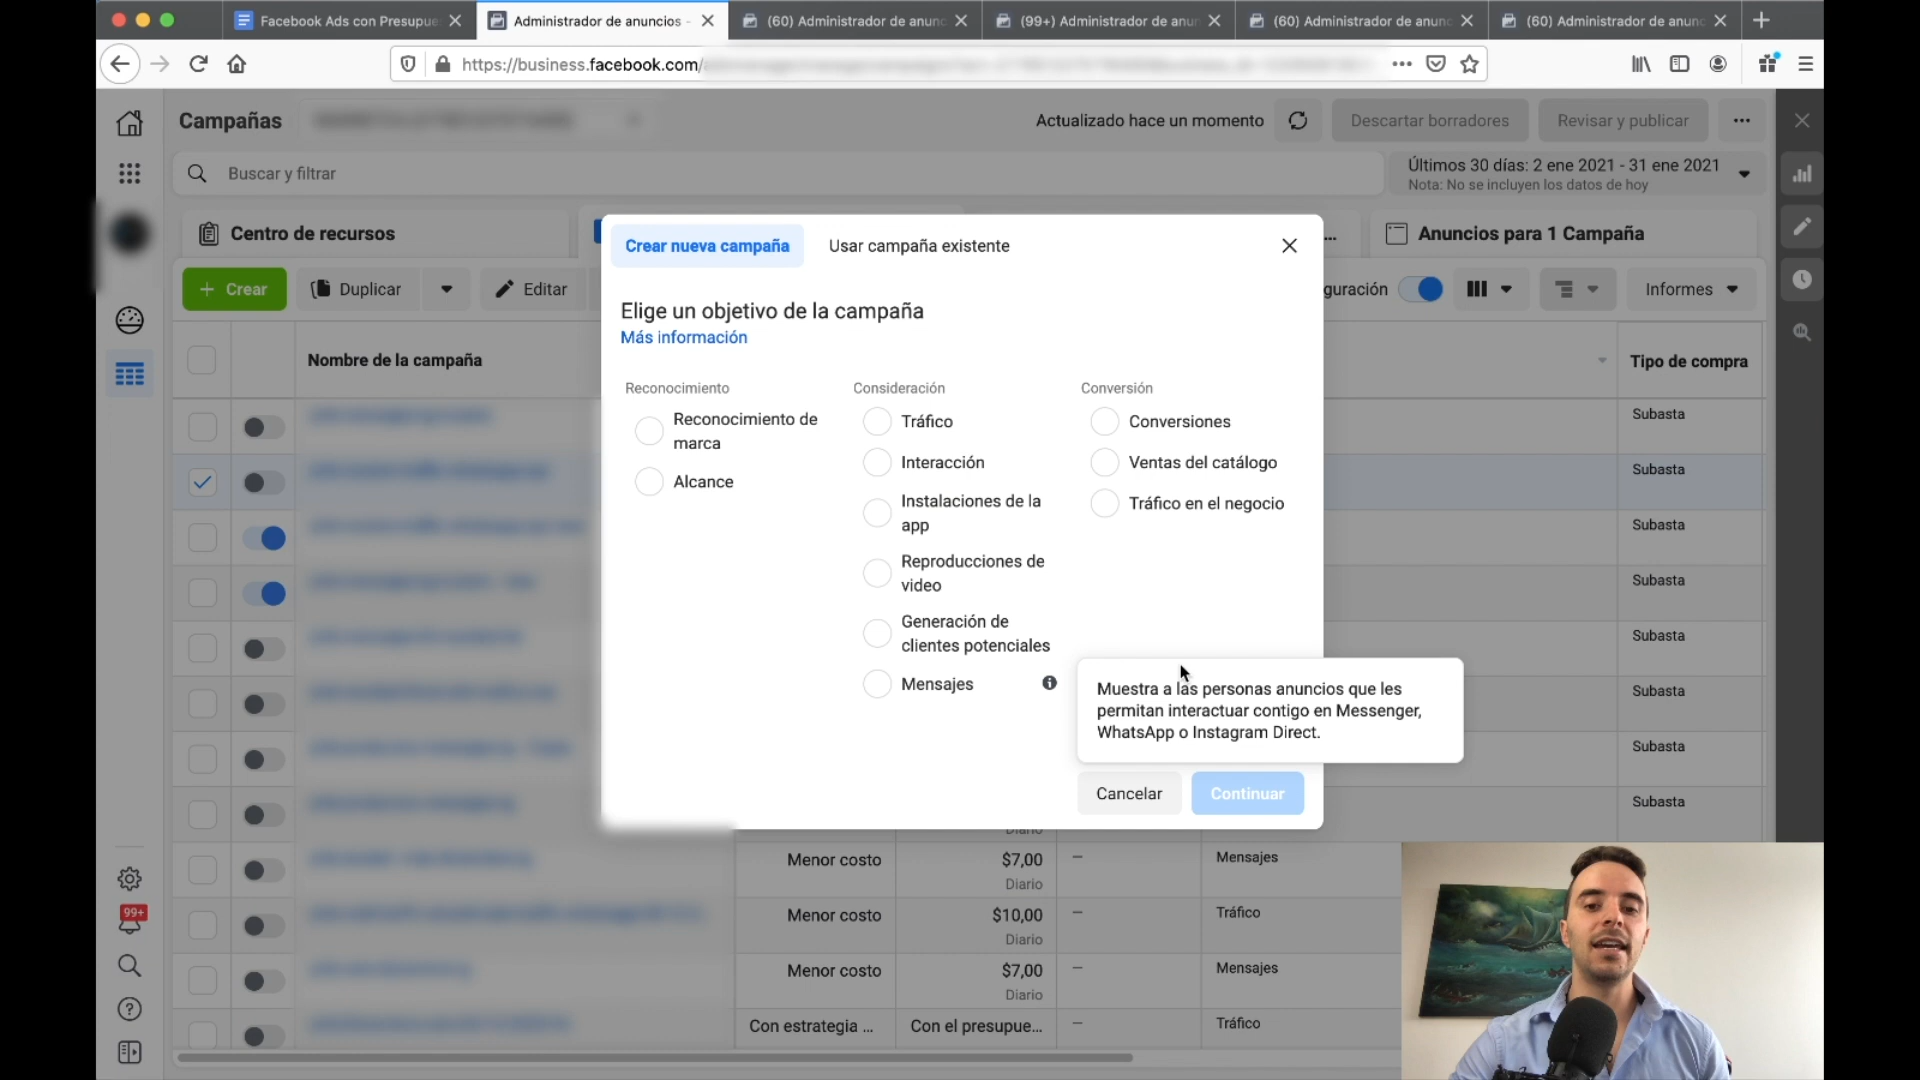 Facebook Ads con Presupue
Administrador de anuncios -
(60) Administrador de anunc
(99+) Administrador de anun
(60) Administrador de anunc
(60) Administrador de anunc
https://business.facebook.com/
Campañas
Actualizado hace un momento
Descartar borradores
Revisar y publicar
Buscar y filtrar
Últimos 30 días: 2 ene 2021 - 31 ene 2021
Nota: No se incluyen los datos de hoy
Centro de recursos
...
Anuncios para 1 Campaña
+ Crear
Duplicar
Editar
guración
Informes
Nombre de la campaña
Tipo de compra
Crear nueva campaña
Usar campaña existente
Elige un objetivo de la campaña
Más información
Reconocimiento
Reconocimiento de
marca
Alcance
Consideración
Tráfico
Interacción
Instalaciones de la
app
Reproducciones de
video
Generación de
clientes potenciales
Mensajes
Conversión
Conversiones
Ventas del catálogo
Tráfico en el negocio
Muestra a las personas anuncios que les
permitan interactuar contigo en Messenger,
WhatsApp o Instagram Direct.
Cancelar
Continuar
Subasta
Subasta
Subasta
Subasta
Subasta
Subasta
Subasta
Subasta
Diario
Menor costo
$7,00
Diario
–
Mensajes
Menor costo
$10,00
Diario
–
Tráfico
Menor costo
$7,00
Diario
–
Mensajes
Con estrategia ...
Con el presupue...
–
Tráfico
99+